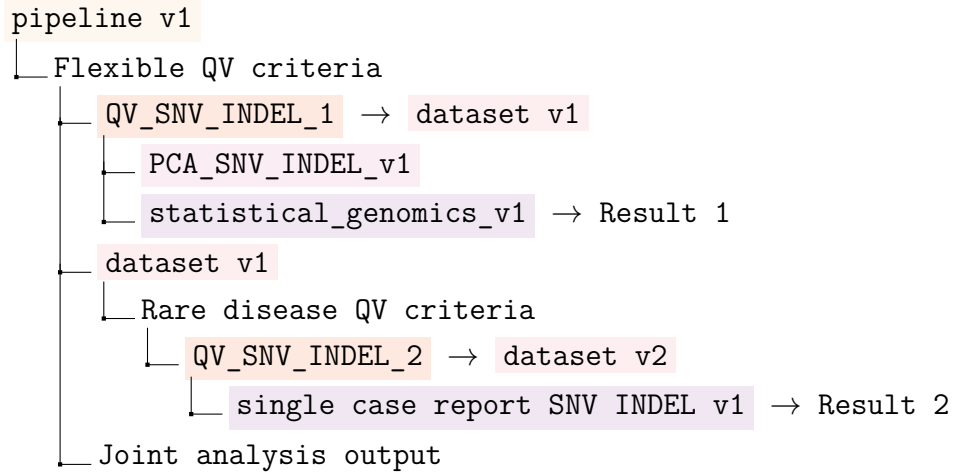 pipeline v1
Flexible QV criteria
QV_SNV_INDEL_1 → dataset v1
PCA_SNV_INDEL_v1
statistical_genomics_v1 → Result 1
dataset v1
Rare disease QV criteria
QV_SNV_INDEL_2 → dataset v2
single case report SNV INDEL v1 → Result 2
Joint analysis output